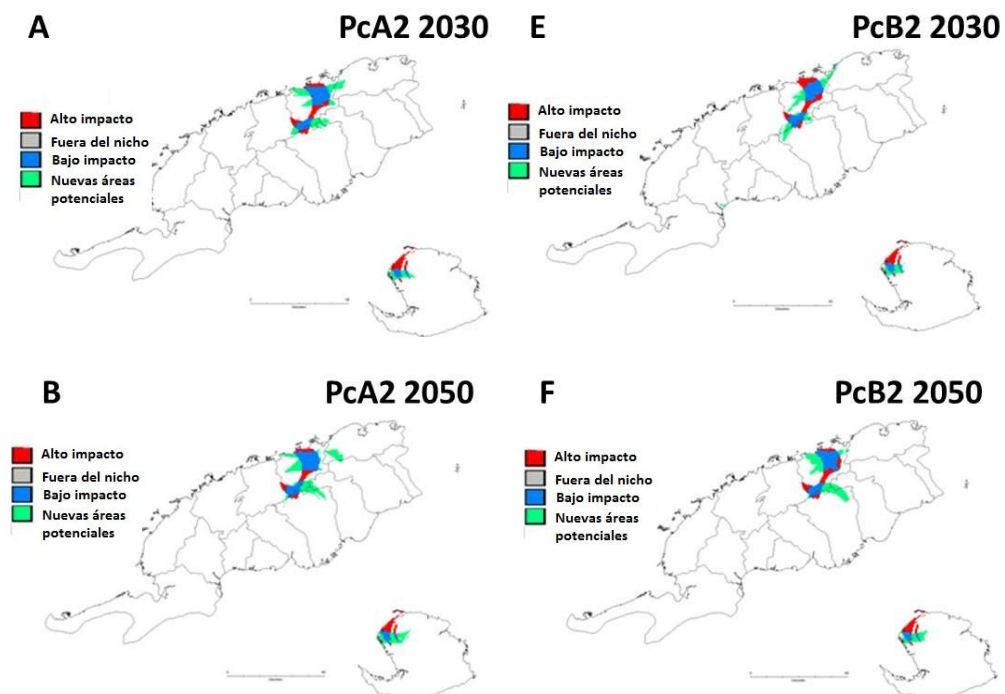 A
PcA2 2030
Alto impacto
Fuera del nicho
Bajo impacto
Nuevas áreas
potenciales
E
PcB2 2030
Alto impacto
Fuera del nicho
Bajo impacto
Nuevas áreas
potenciales
B
PcA2 2050
Alto impacto
Fuera del nicho
Bajo impacto
Nuevas áreas
potenciales
F
PcB2 2050
Alto impacto
Fuera del nicho
Bajo impacto
Nuevas áreas
potenciales